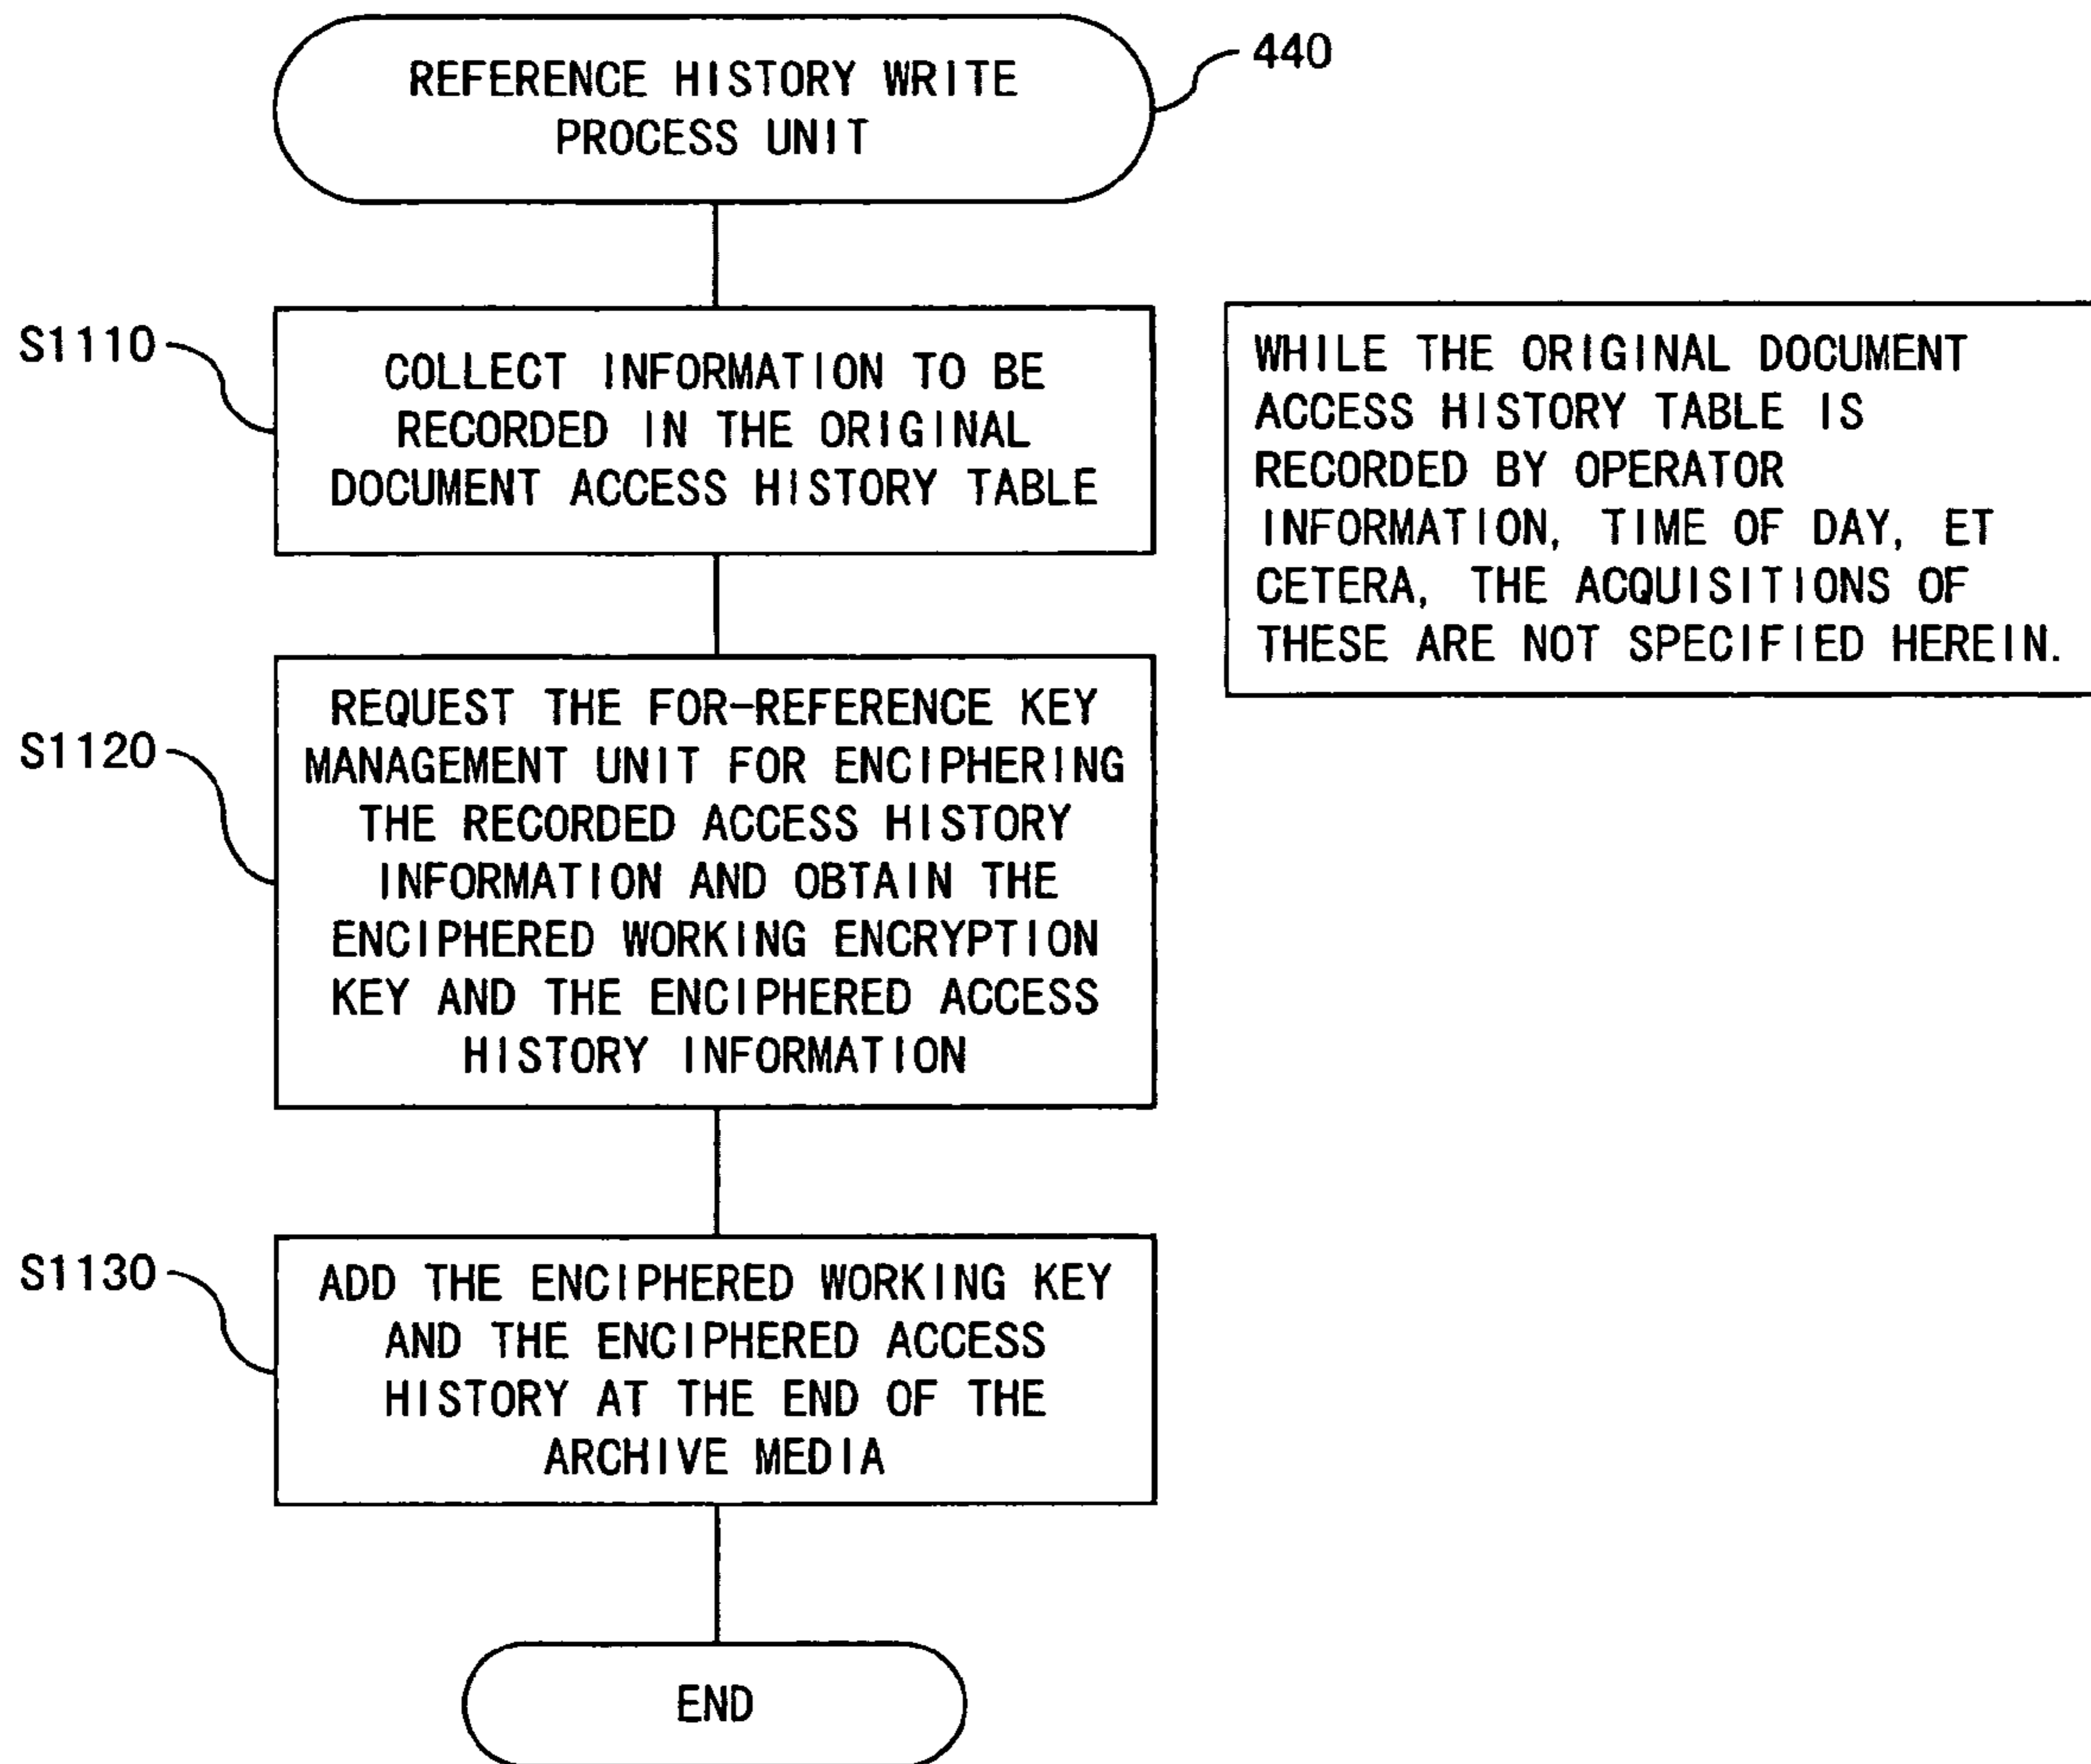 REFERENCE HISTORY WRITE
PROCESS UNIT
440
S1110
COLLECT INFORMATION TO BE
RECORDED IN THE ORIGINAL
DOCUMENT ACCESS HISTORY TABLE
WHILE THE ORIGINAL DOCUMENT
ACCESS HISTORY TABLE IS
RECORDED BY OPERATOR
INFORMATION, TIME OF DAY, ET
CETERA, THE ACQUISITIONS OF
THESE ARE NOT SPECIFIED HEREIN.
S1120
REQUEST THE FOR-REFERENCE KEY
MANAGEMENT UNIT FOR ENCIPHERING
THE RECORDED ACCESS HISTORY
INFORMATION AND OBTAIN THE
ENCIPHERED WORKING ENCRYPTION
KEY AND THE ENCIPHERED ACCESS
HISTORY INFORMATION
S1130
ADD THE ENCIPHERED WORKING KEY
AND THE ENCIPHERED ACCESS
HISTORY AT THE END OF THE
ARCHIVE MEDIA
END